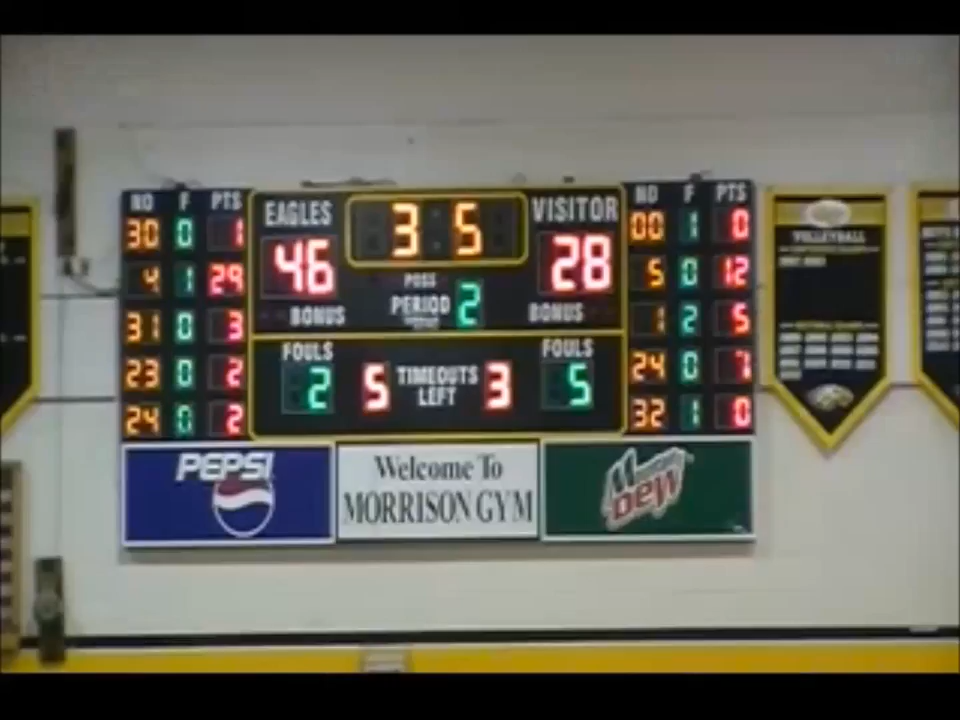 NO F PTS
EAGLES
3 5
VISITOR
NO F PTS
30 0 1
46
28
00 1 0
4 1 29
POSS
PERIOD 2
5 0 12
31 0 3
BONUS
BONUS
1 2 5
23 0 2
FOULS
FOULS
24 0 7
2
5 TIMEOUTS LEFT 3
5
24 0 2
32 1 0
PEPSI
Welcome To
MORRISON GYM
Mountain
Dew
VOLLEYBALL